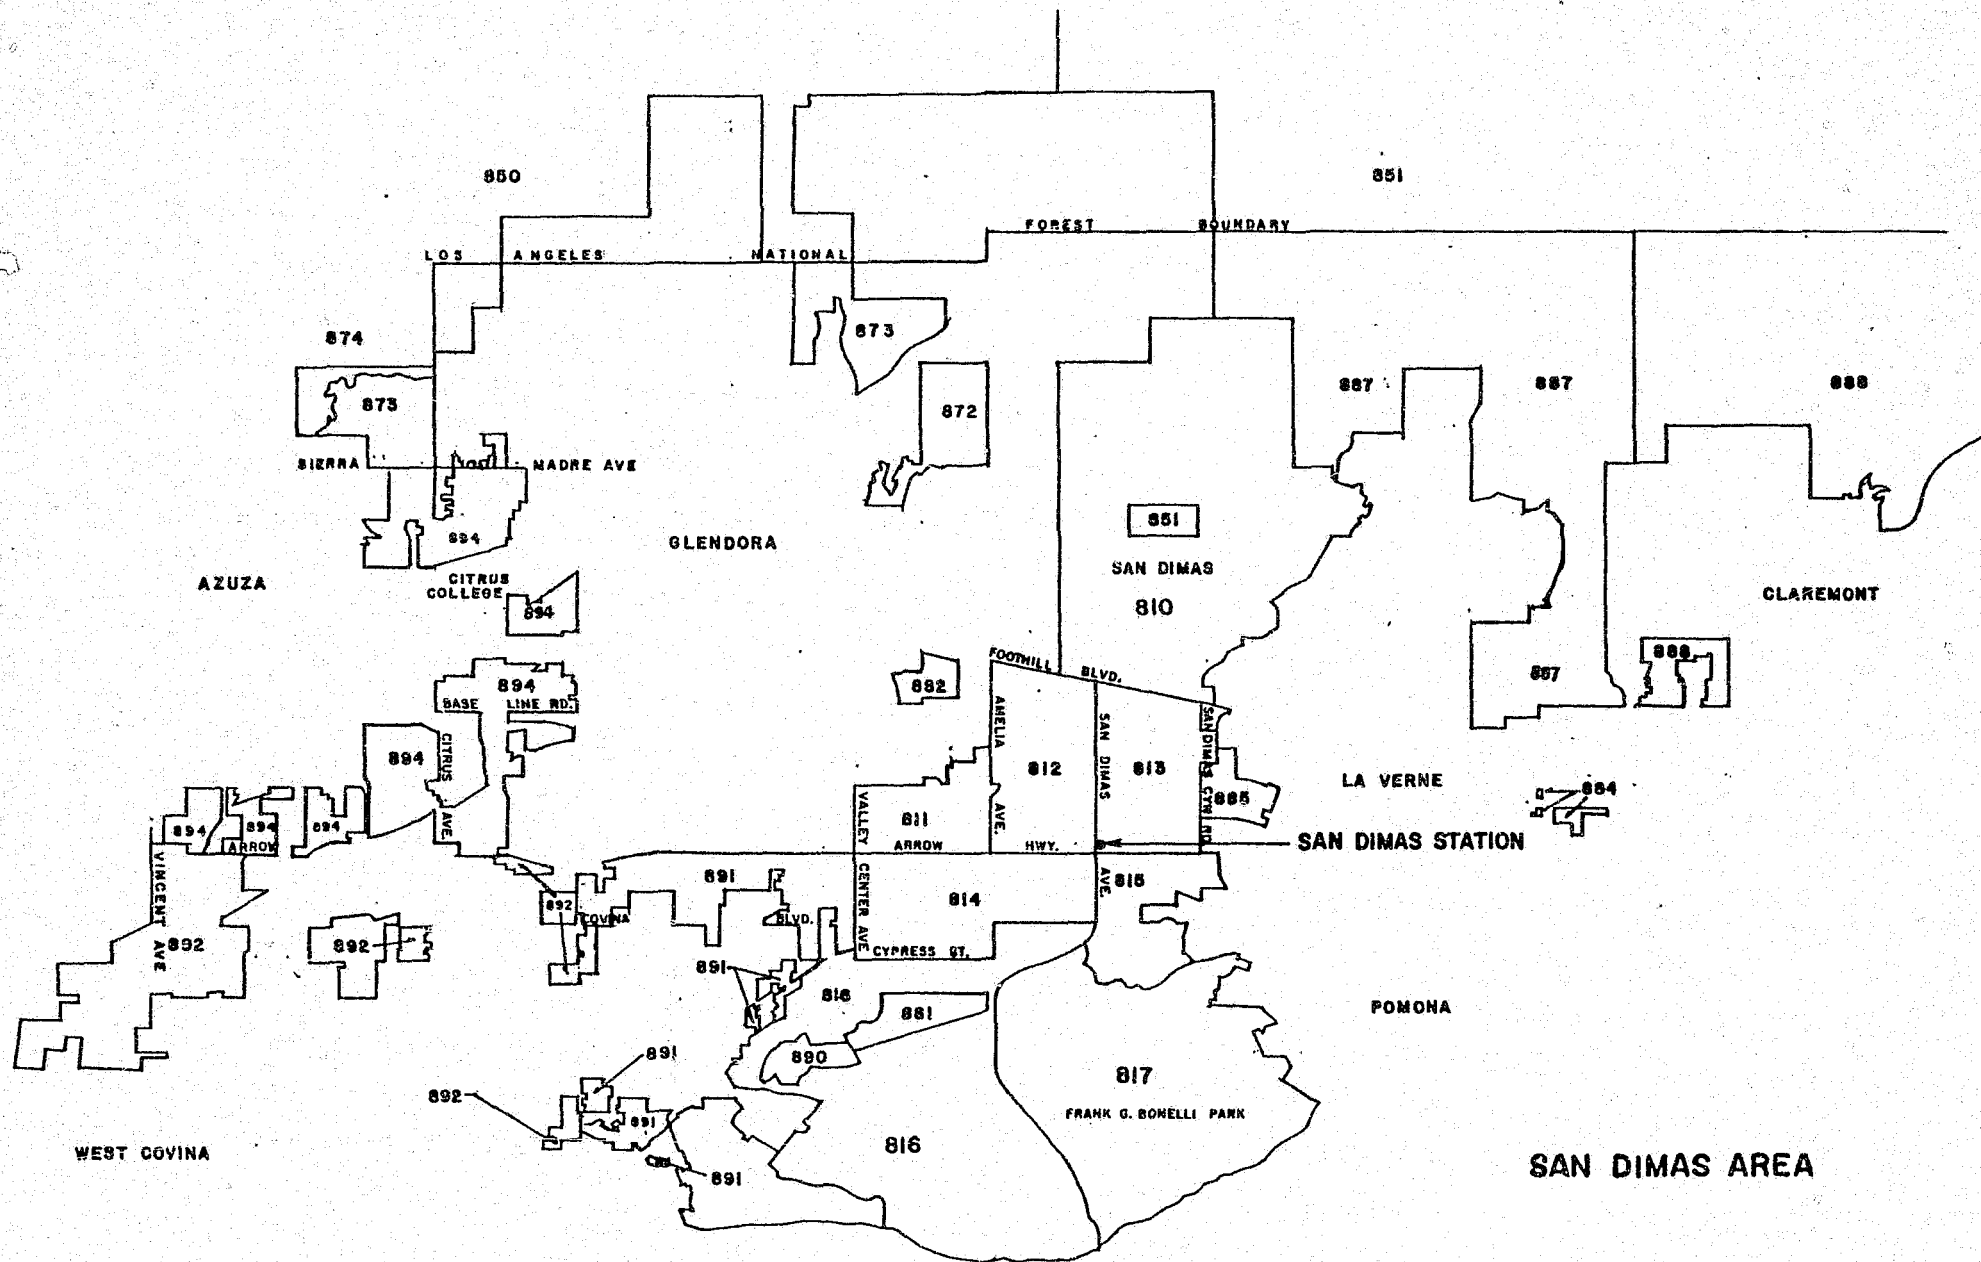 850
851
FOREST BOUNDARY
LOS ANGELES NATIONAL
874
873
873
872
887
887
888
SIERRA MADRE AVE
894
851
GLENDORA
SAN DIMAS
810
AZUZA
CITRUS
COLLEGE
894
CLAREMONT
FOOTHILL BLVD.
888
887
882
894
BASE LINE RD.
AMELIA AVE.
SAN DIMAS AVE.
SAN DIMAS CYN RD.
CITRUS AVE.
894
812
813
885
LA VERNE
884
VALLEY CENTER AVE
811
894
894
894
ARROW
ARROW HWY.
SAN DIMAS STATION
VINCENT AVE
891
815
814
892
COVINA BLVD.
892
892
CYPRESS ST.
891
816
881
POMONA
890
891
817
892
FRANK G. BONELLI PARK
891
816
WEST COVINA
891
SAN DIMAS AREA